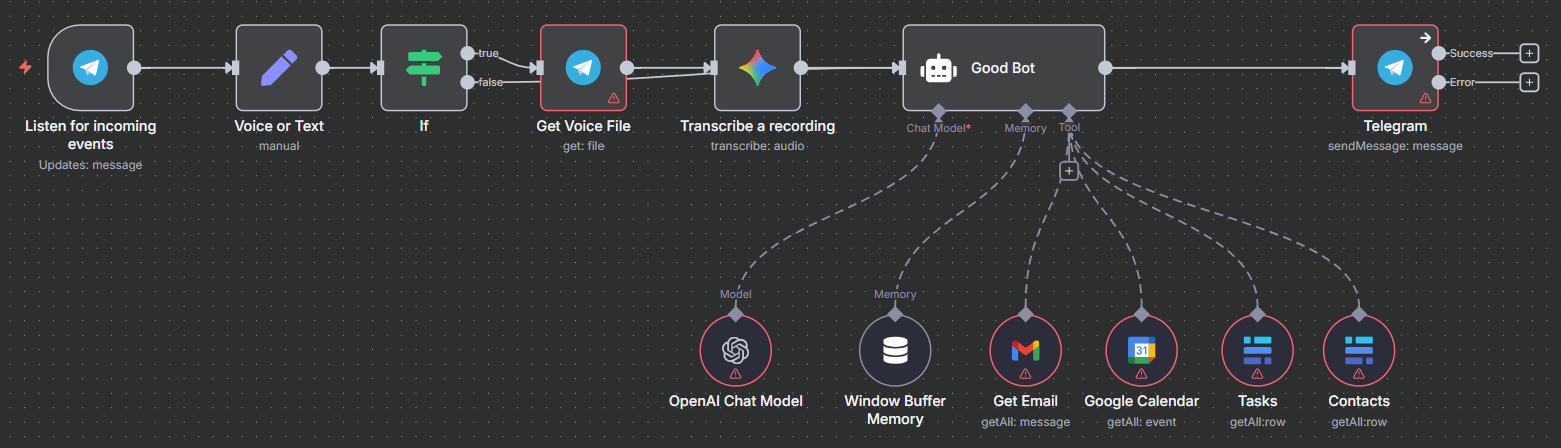 true
false
Success
Error
Good Bot
Listen for incoming
events
Updates: message
Voice or Text
manual
If
Get Voice File
get: file
Transcribe a recording
transcribe: audio
Chat Model*
Memory
Tool
Telegram
sendMessage: message
Model
Memory
31
OpenAI Chat Model
Window Buffer
Memory
Get Email
getAll: message
Google Calendar
getAll: event
Tasks
getAll:row
Contacts
getAll:row